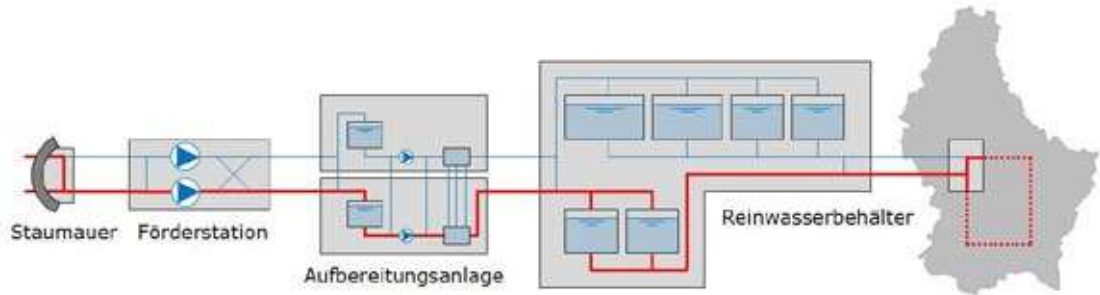 Staumauer
Förderstation
Aufbereitungsanlage
Reinwasserbehälter